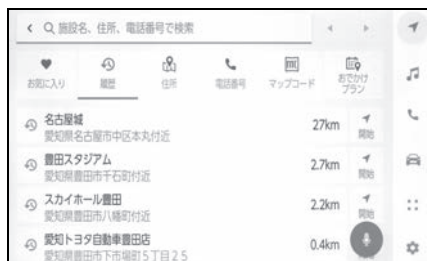 施設名、住所、電話番号で検索
お気に入り 履歴 住所 電話番号 マップコード おでかけプラン
名古屋城 27km 開始
愛知県名古屋市中区本丸付近
豊田スタジアム 2.7km 開始
愛知県豊田市千石町付近
スカイホール豊田 2.2km 開始
愛知県豊田市八幡町付近
愛知トヨタ自動車豊田店 0.4km
愛知県豊田市下市場町5丁目25